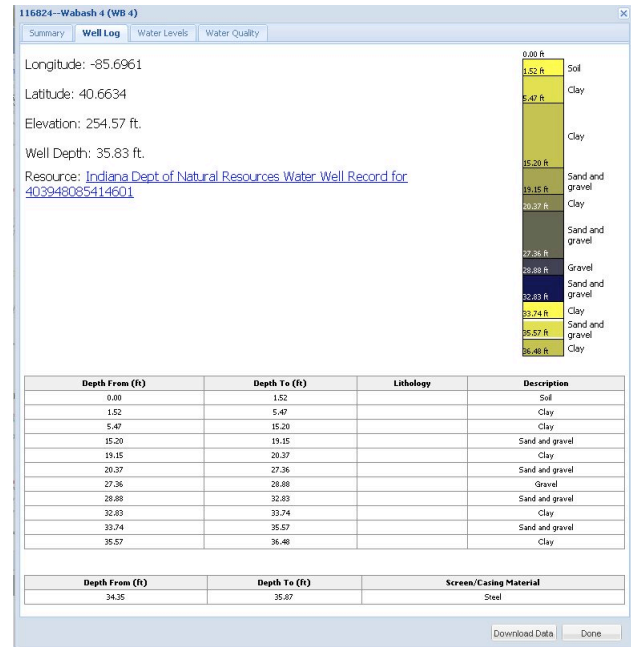 116824--Wabash 4 (WB 4)
Summary Well Log Water Levels Water Quality
Longitude: -85.6961
Latitude: 40.6634
Elevation: 254.57 ft.
Well Depth: 35.83 ft.
Resource: Indiana Dept of Natural Resources Water Well Record for
403948085414601
0.00 ft
1.52 ft Soil
5.47 ft Clay
15.20 ft Clay
19.15 ft Sand and
gravel
20.37 ft Clay
27.36 ft Sand and
gravel
28.88 ft Gravel
32.83 ft Sand and
gravel
33.74 ft Clay
35.57 ft Sand and
gravel
36.48 ft Clay
Depth From (ft) Depth To (ft) Lithology Description
0.00 1.52 Soil
1.52 5.47 Clay
5.47 15.20 Clay
15.20 19.15 Sand and gravel
19.15 20.37 Clay
20.37 27.36 Sand and gravel
27.36 28.88 Gravel
28.88 32.83 Sand and gravel
32.83 33.74 Clay
33.74 35.57 Sand and gravel
35.57 36.48 Clay
Depth From (ft) Depth To (ft) Screen/Casing Material
34.35 35.87 Steel
Download Data Done